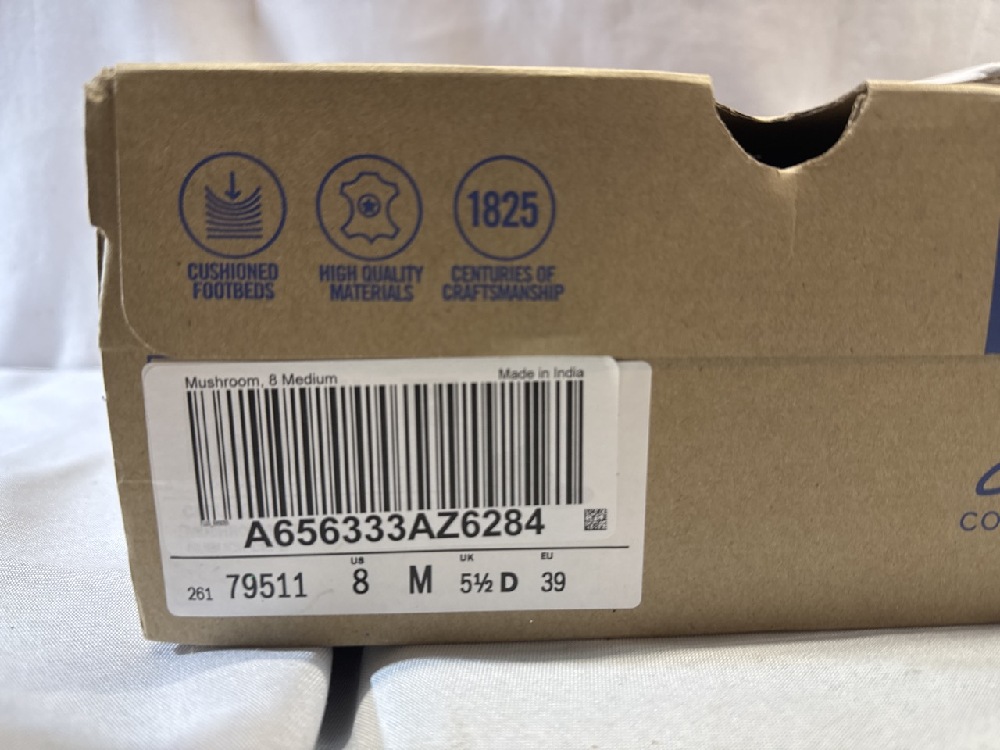 1825
CUSHIONED
FOOTBEDS
HIGH QUALITY
MATERIALS
CENTURIES OF
CRAFTSMANSHIP
Mushroom, 8 Medium
Made in India
A656333AZ6284
US
UK
EU
261 79511 8 M 5½ D 39
CO